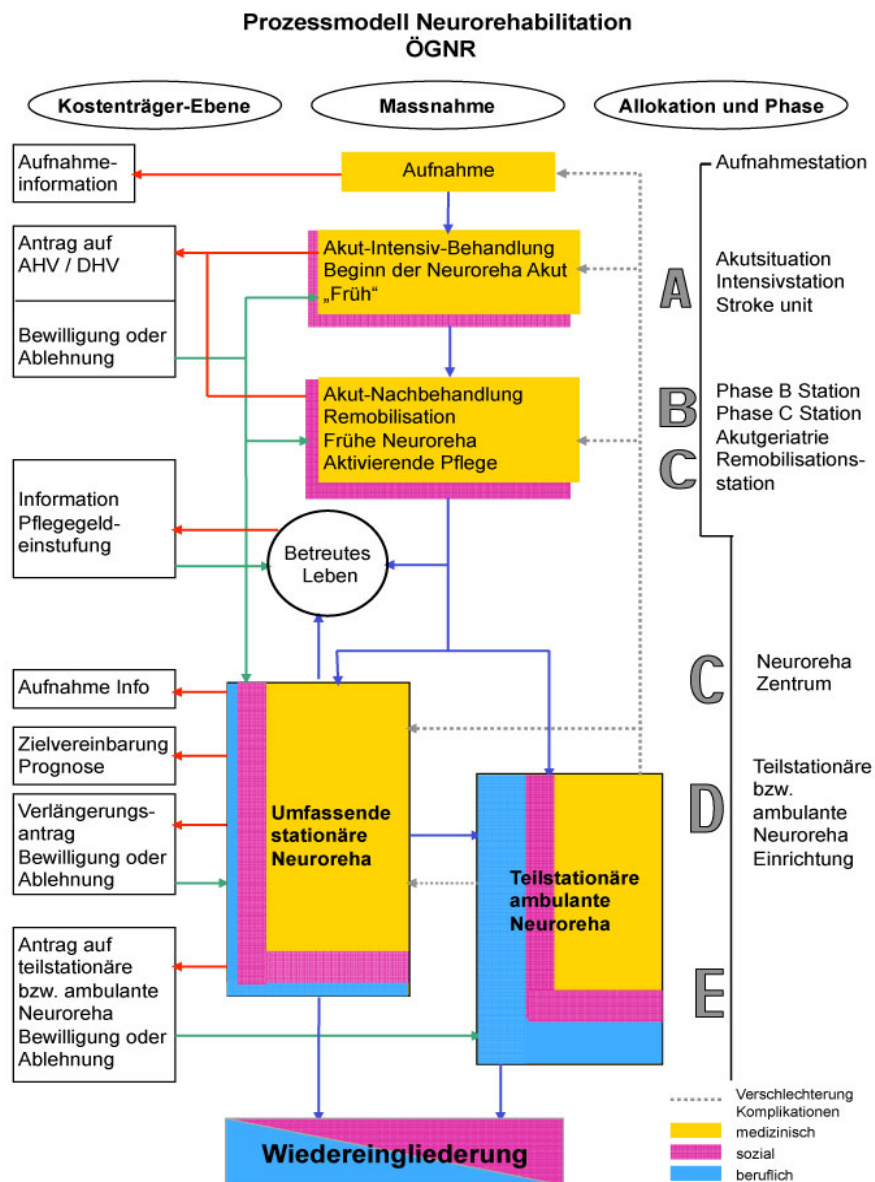 Prozessmodell Neurorehabilitation
ÖGNR
Kostenträger-Ebene
Massnahme
Allokation und Phase
Aufnahme-
information
Aufnahme
Aufnahmestation
Antrag auf
AHV / DHV
Bewilligung oder
Ablehnung
Akut-Intensiv-Behandlung
Beginn der Neuroreha Akut
„Früh“
A
Akutsituation
Intensivstation
Stroke unit
Akut-Nachbehandlung
Remobilisation
Frühe Neuroreha
Aktivierende Pflege
B
C
Phase B Station
Phase C Station
Akutgeriatrie
Remobilisations-
station
Information
Pflegegeld-
einstufung
Betreutes
Leben
Aufnahme Info
Zielvereinbarung
Prognose
Verlängerungs-
antrag
Bewilligung oder
Ablehnung
Antrag auf
teilstationäre
bzw. ambulante
Neuroreha
Bewilligung oder
Ablehnung
Umfassende
stationäre
Neuroreha
Teilstationäre
ambulante
Neuroreha
C
Neuroreha
Zentrum
D
Teilstationäre
bzw.
ambulante
Neuroreha
Einrichtung
E
Wiedereingliederung
Verschlechterung
Komplikationen
medizinisch
sozial
beruflich